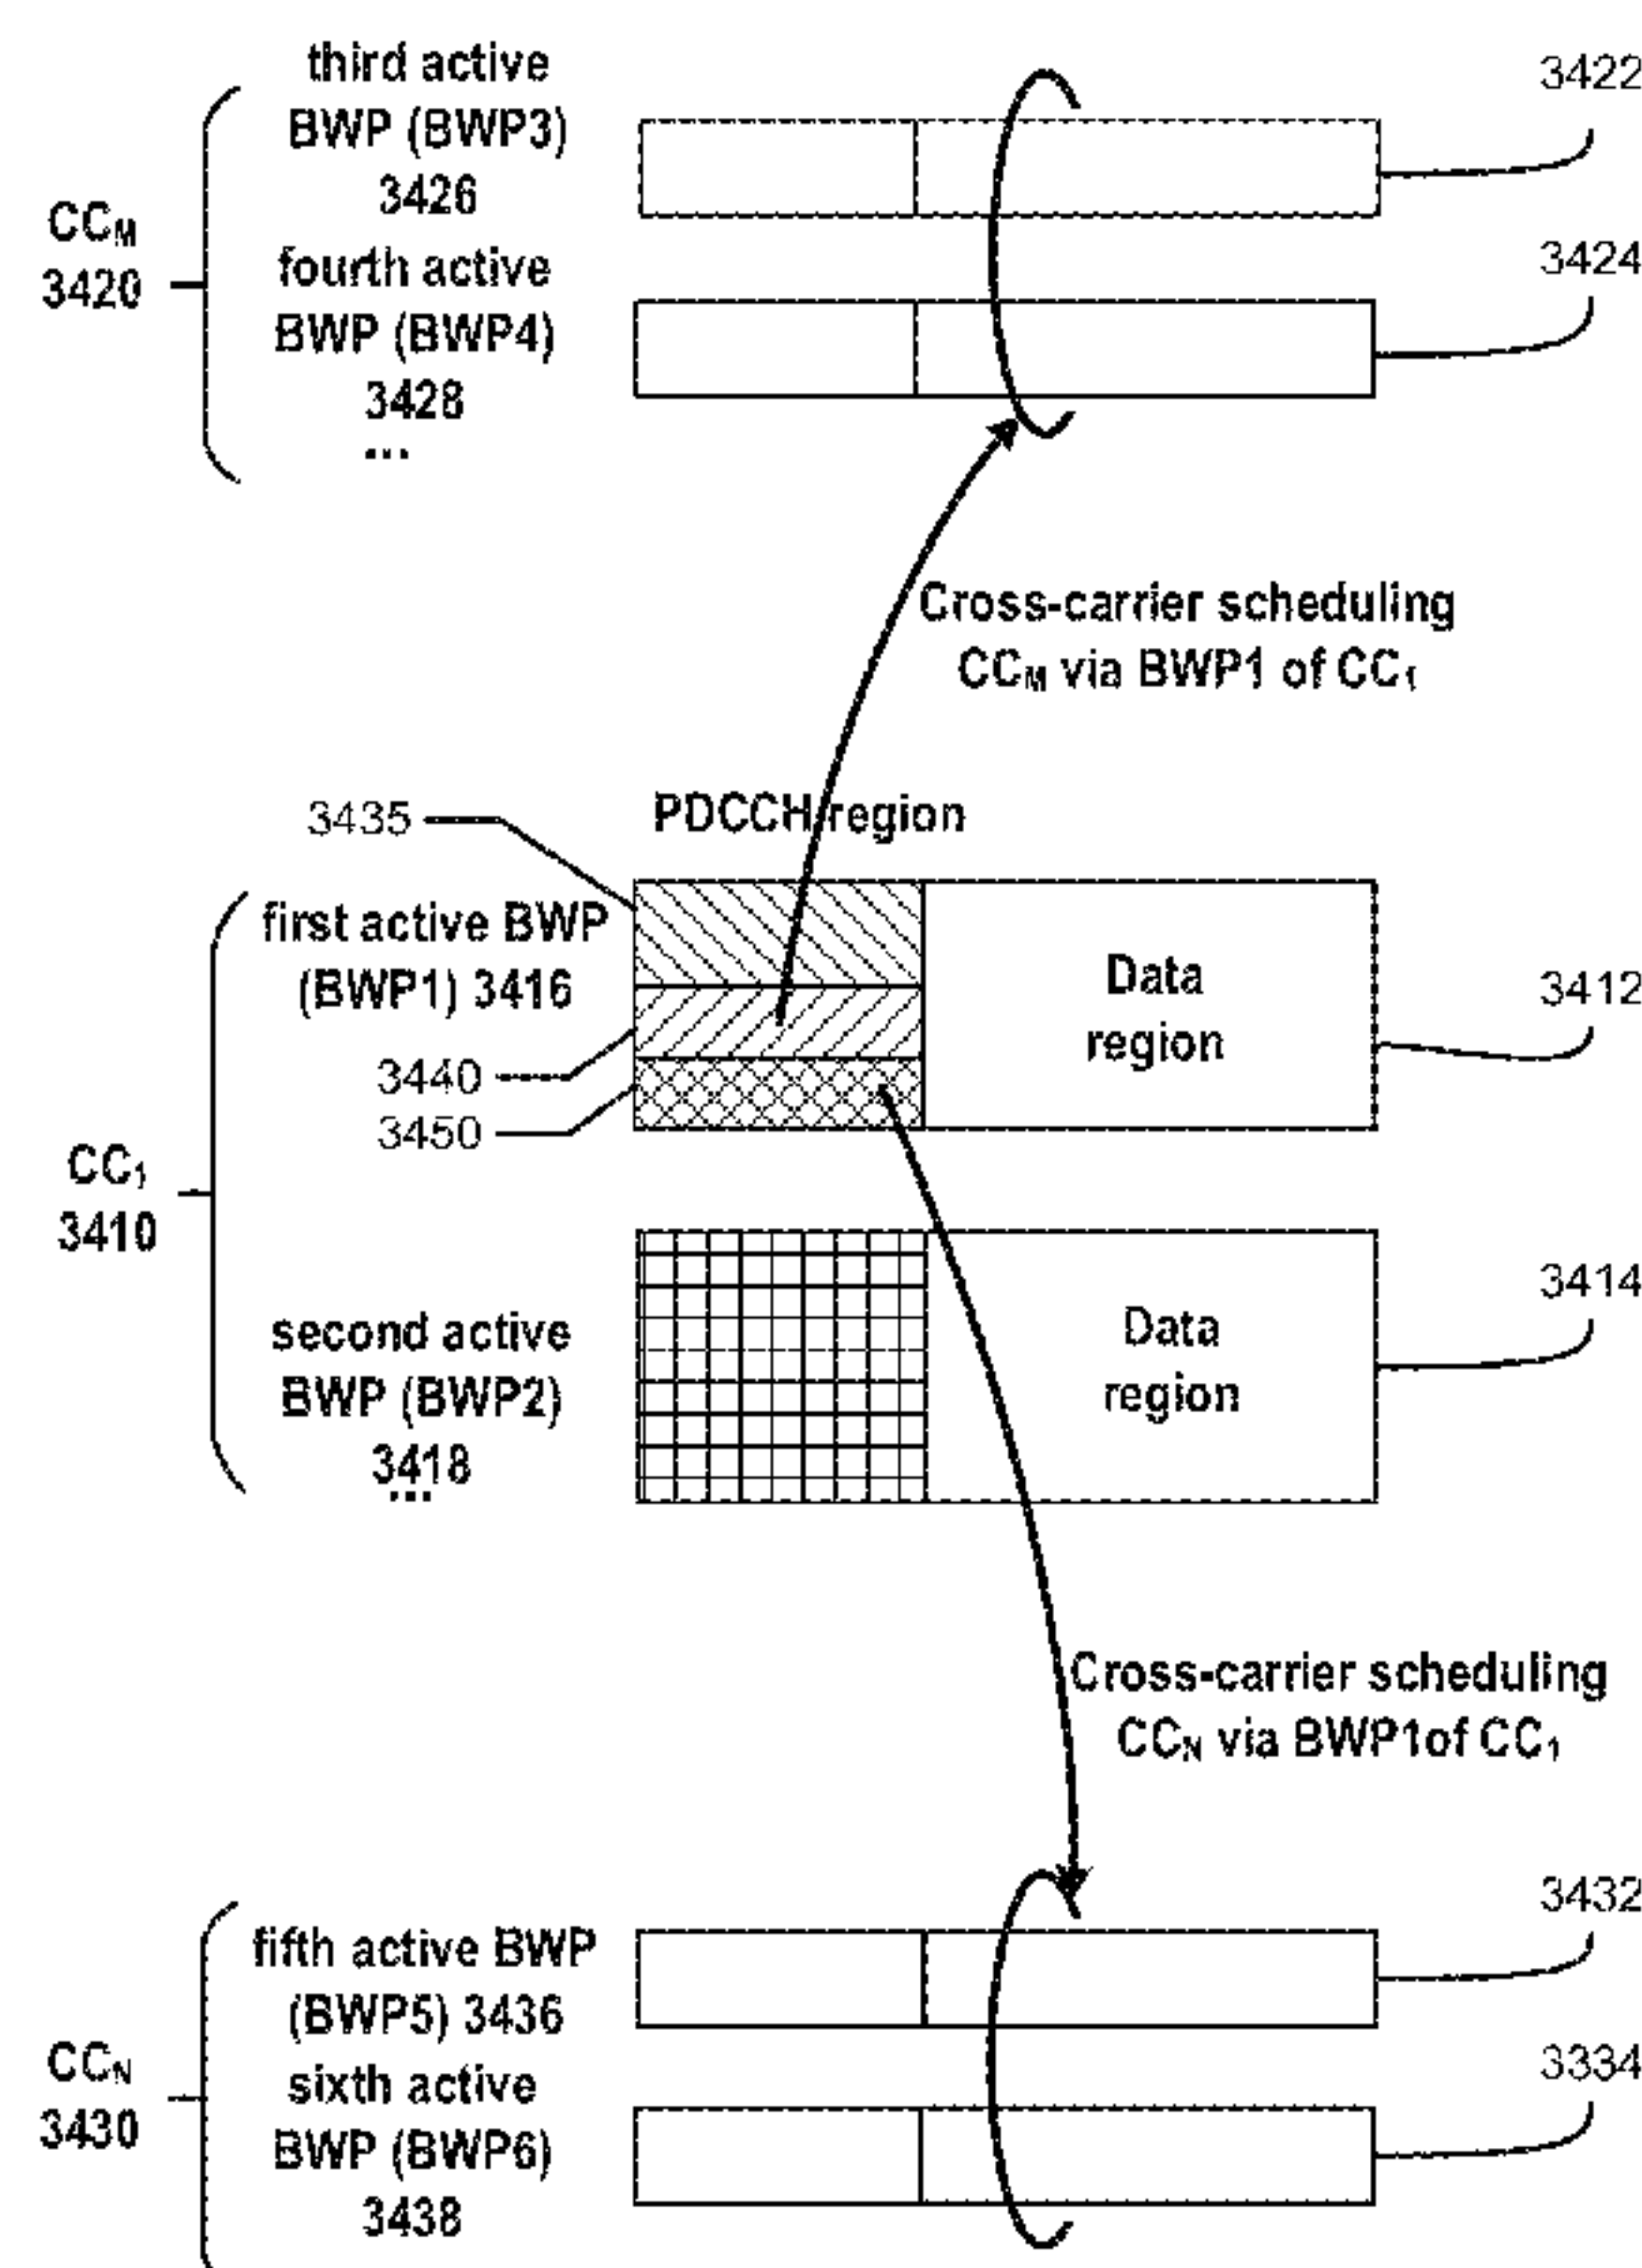 third active
BWP (BWP3)
3426
3422
CCM
3420
fourth active
BWP (BWP4)
3428
...
3424
Cross-carrier scheduling
CCM via BWP1 of CC1
3435
PDCCH region
first active BWP
(BWP1) 3416
Data
region
3412
3440
3450
CC1
3410
second active
BWP (BWP2)
3418
...
Data
region
3414
Cross-carrier scheduling
CCN via BWP1of CC1
fifth active BWP
(BWP5) 3436
3432
CCN
3430
sixth active
BWP (BWP6)
3438
3334